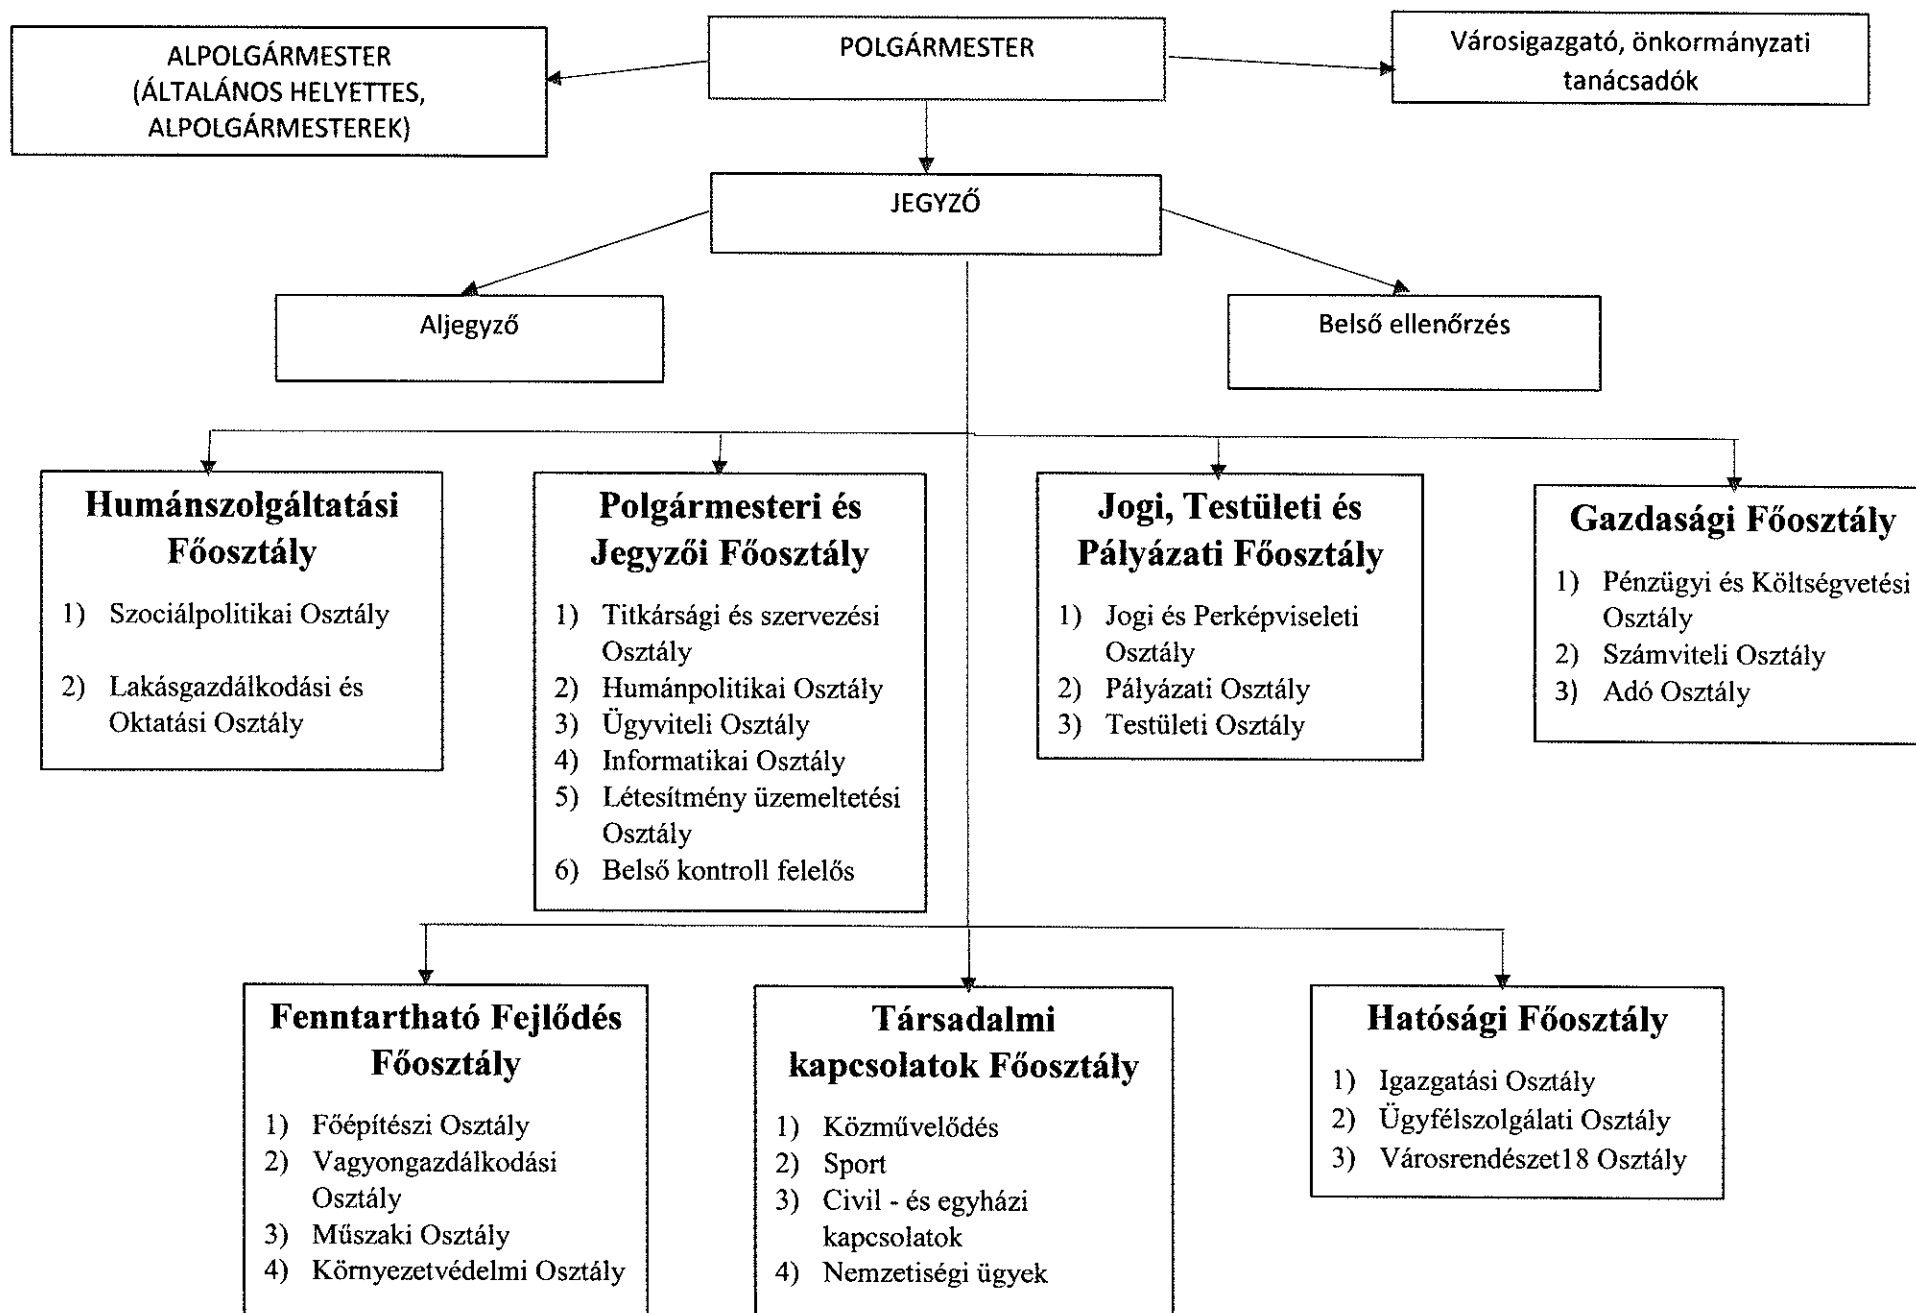 ALPOLGÁRMESTER
(ÁLTALÁNOS HELYETTES,
ALPOLGÁRMESTEREK)
POLGÁRMESTER
Városigazgató, önkormányzati
tanácsadók
JEGYZŐ
Aljegyző
Belső ellenőrzés
Humánszolgáltatási
Főosztály
1) Szociálpolitikai Osztály
2) Lakásgazdálkodási és
Oktatási Osztály
Polgármesteri és
Jegyzői Főosztály
1) Titkársági és szervezési
Osztály
2) Humánpolitikai Osztály
3) Ügyviteli Osztály
4) Informatikai Osztály
5) Létesítmény üzemeltetési
Osztály
6) Belső kontroll felelős
Jogi, Testületi és
Pályázati Főosztály
1) Jogi és Perképviseleti
Osztály
2) Pályázati Osztály
3) Testületi Osztály
Gazdasági Főosztály
1) Pénzügyi és Költségvetési
Osztály
2) Számviteli Osztály
3) Adó Osztály
Fenntartható Fejlődés
Főosztály
1) Főépítészi Osztály
2) Vagyongazdálkodási
Osztály
3) Műszaki Osztály
4) Környezetvédelmi Osztály
Társadalmi
kapcsolatok Főosztály
1) Közművelődés
2) Sport
3) Civil - és egyházi
kapcsolatok
4) Nemzetiségi ügyek
Hatósági Főosztály
1) Igazgatási Osztály
2) Ügyfélszolgálati Osztály
3) Városrendészet18 Osztály